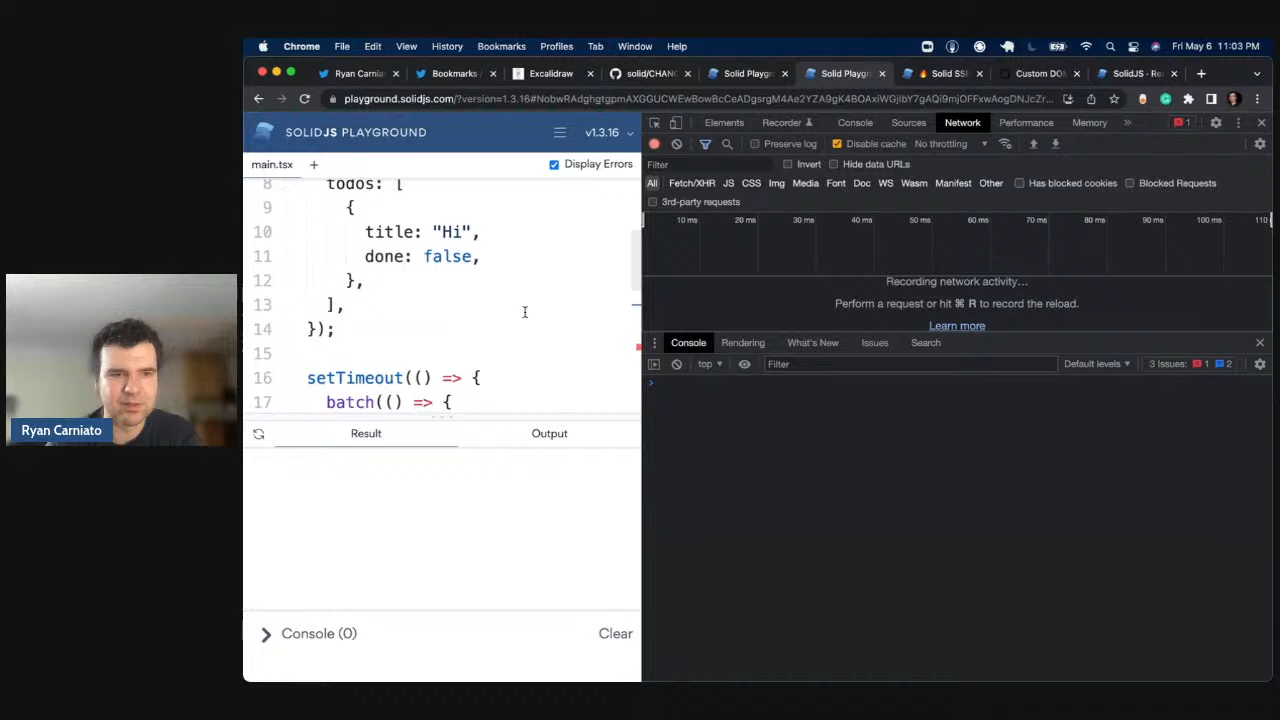 Chrome File Edit View History Bookmarks Profiles Tab Window Help Fri May 6 11:03 PM
Ryan Carnia Bookmarks / Excalidraw solid/CHAN Solid Playgr Solid Playgr Solid SSR Custom DOM SolidJS · Re
playground.solidjs.com/?version=1.3.16#NobwRAdghgtgpmAXGGUCWEwBowBcCeADgsrgM4Ae2YZA9gK4BOAxiWGjIbY7gAQi9mjOFFxwAogDNJcZr...
SOLIDJS PLAYGROUND v1.3.16
main.tsx + Display Errors
8 todos: [
9 {
10 title: "Hi",
11 done: false,
12 },
13 ],
14 });
15
16 setTimeout(() => {
17 batch(() => {
Result Output
Console (0) Clear
Elements Console Recorder Sources Network Performance Memory » 1
Preserve log Disable cache No throttling
Filter Invert Hide data URLs
All Fetch/XHR JS CSS Img Media Font Doc WS Wasm Manifest Other Has blocked cookies Blocked Requests
3rd-party requests
10 ms 20 ms 30 ms 40 ms 50 ms 60 ms 70 ms 80 ms 90 ms 100 ms 110
Recording network activity…
Perform a request or hit ⌘ R to record the reload.
Learn more
Console Rendering What's New Issues Search
top Filter Default levels 3 Issues: 1 2
Ryan Carniato